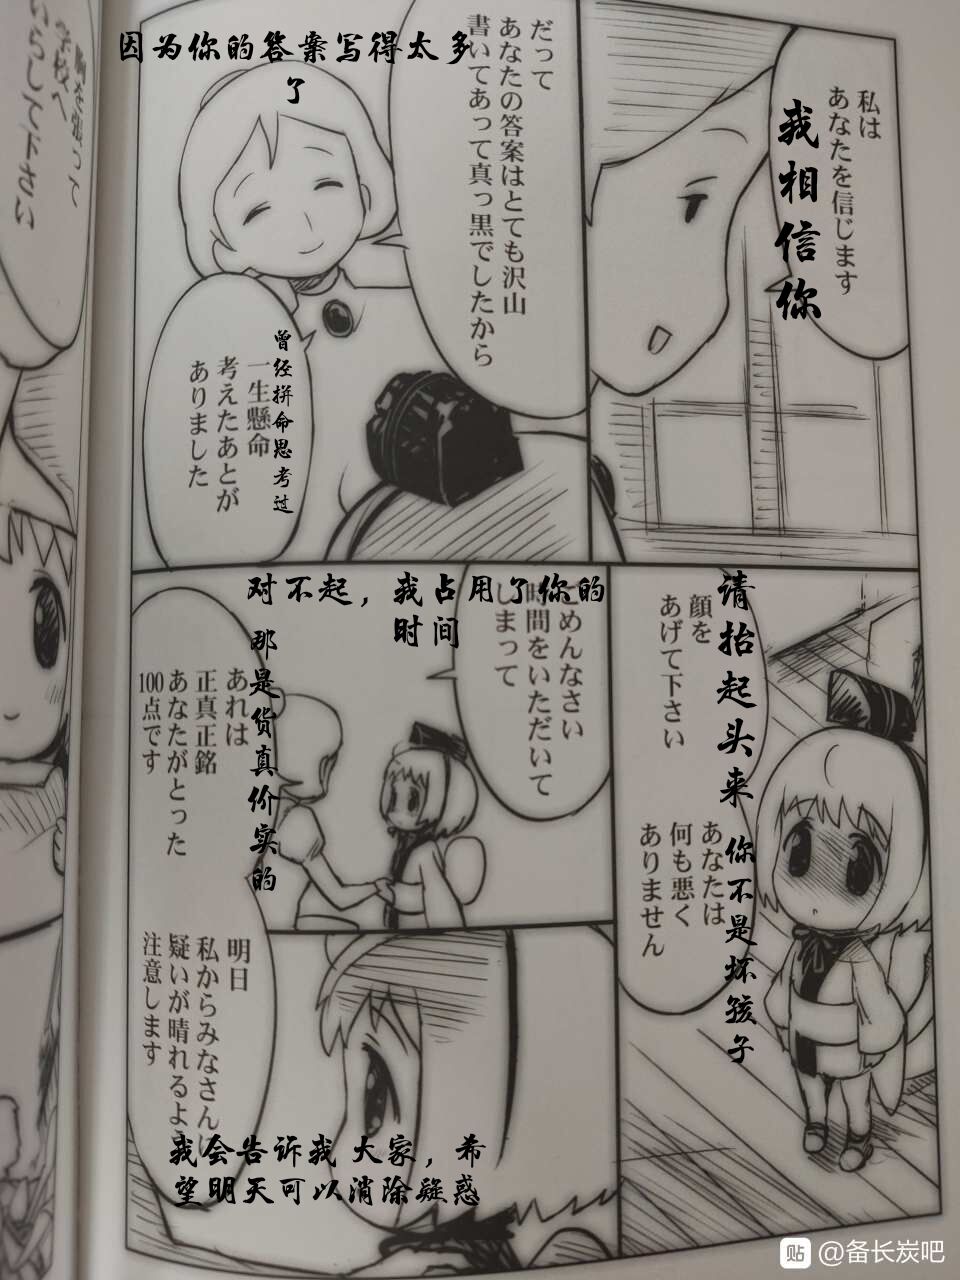 私は
あなたを信じます
我相信你
だって
あなたの答案はとても沢山
書いてあって真っ黒でしたから
因为你的答案写得太多
了
一生懸命
考えたあとが
ありました
曾经拼命思考过
顔を
あげて下さい
请抬起头来
あなたは
何も悪く
ありません
你不是坏孩子
ごめんなさい
時間をいただいて
しまって
对不起，我占用了你的
时间
あれは
正真正銘
あなたがとった
100点です
那是货真价实的
明日
私からみなさんに
疑いが晴れるよう
注意します
我会告诉我 大家，希
望明天可以消除疑惑
胸を張って
学校へ
いらして下さい
贴 @备长炭吧